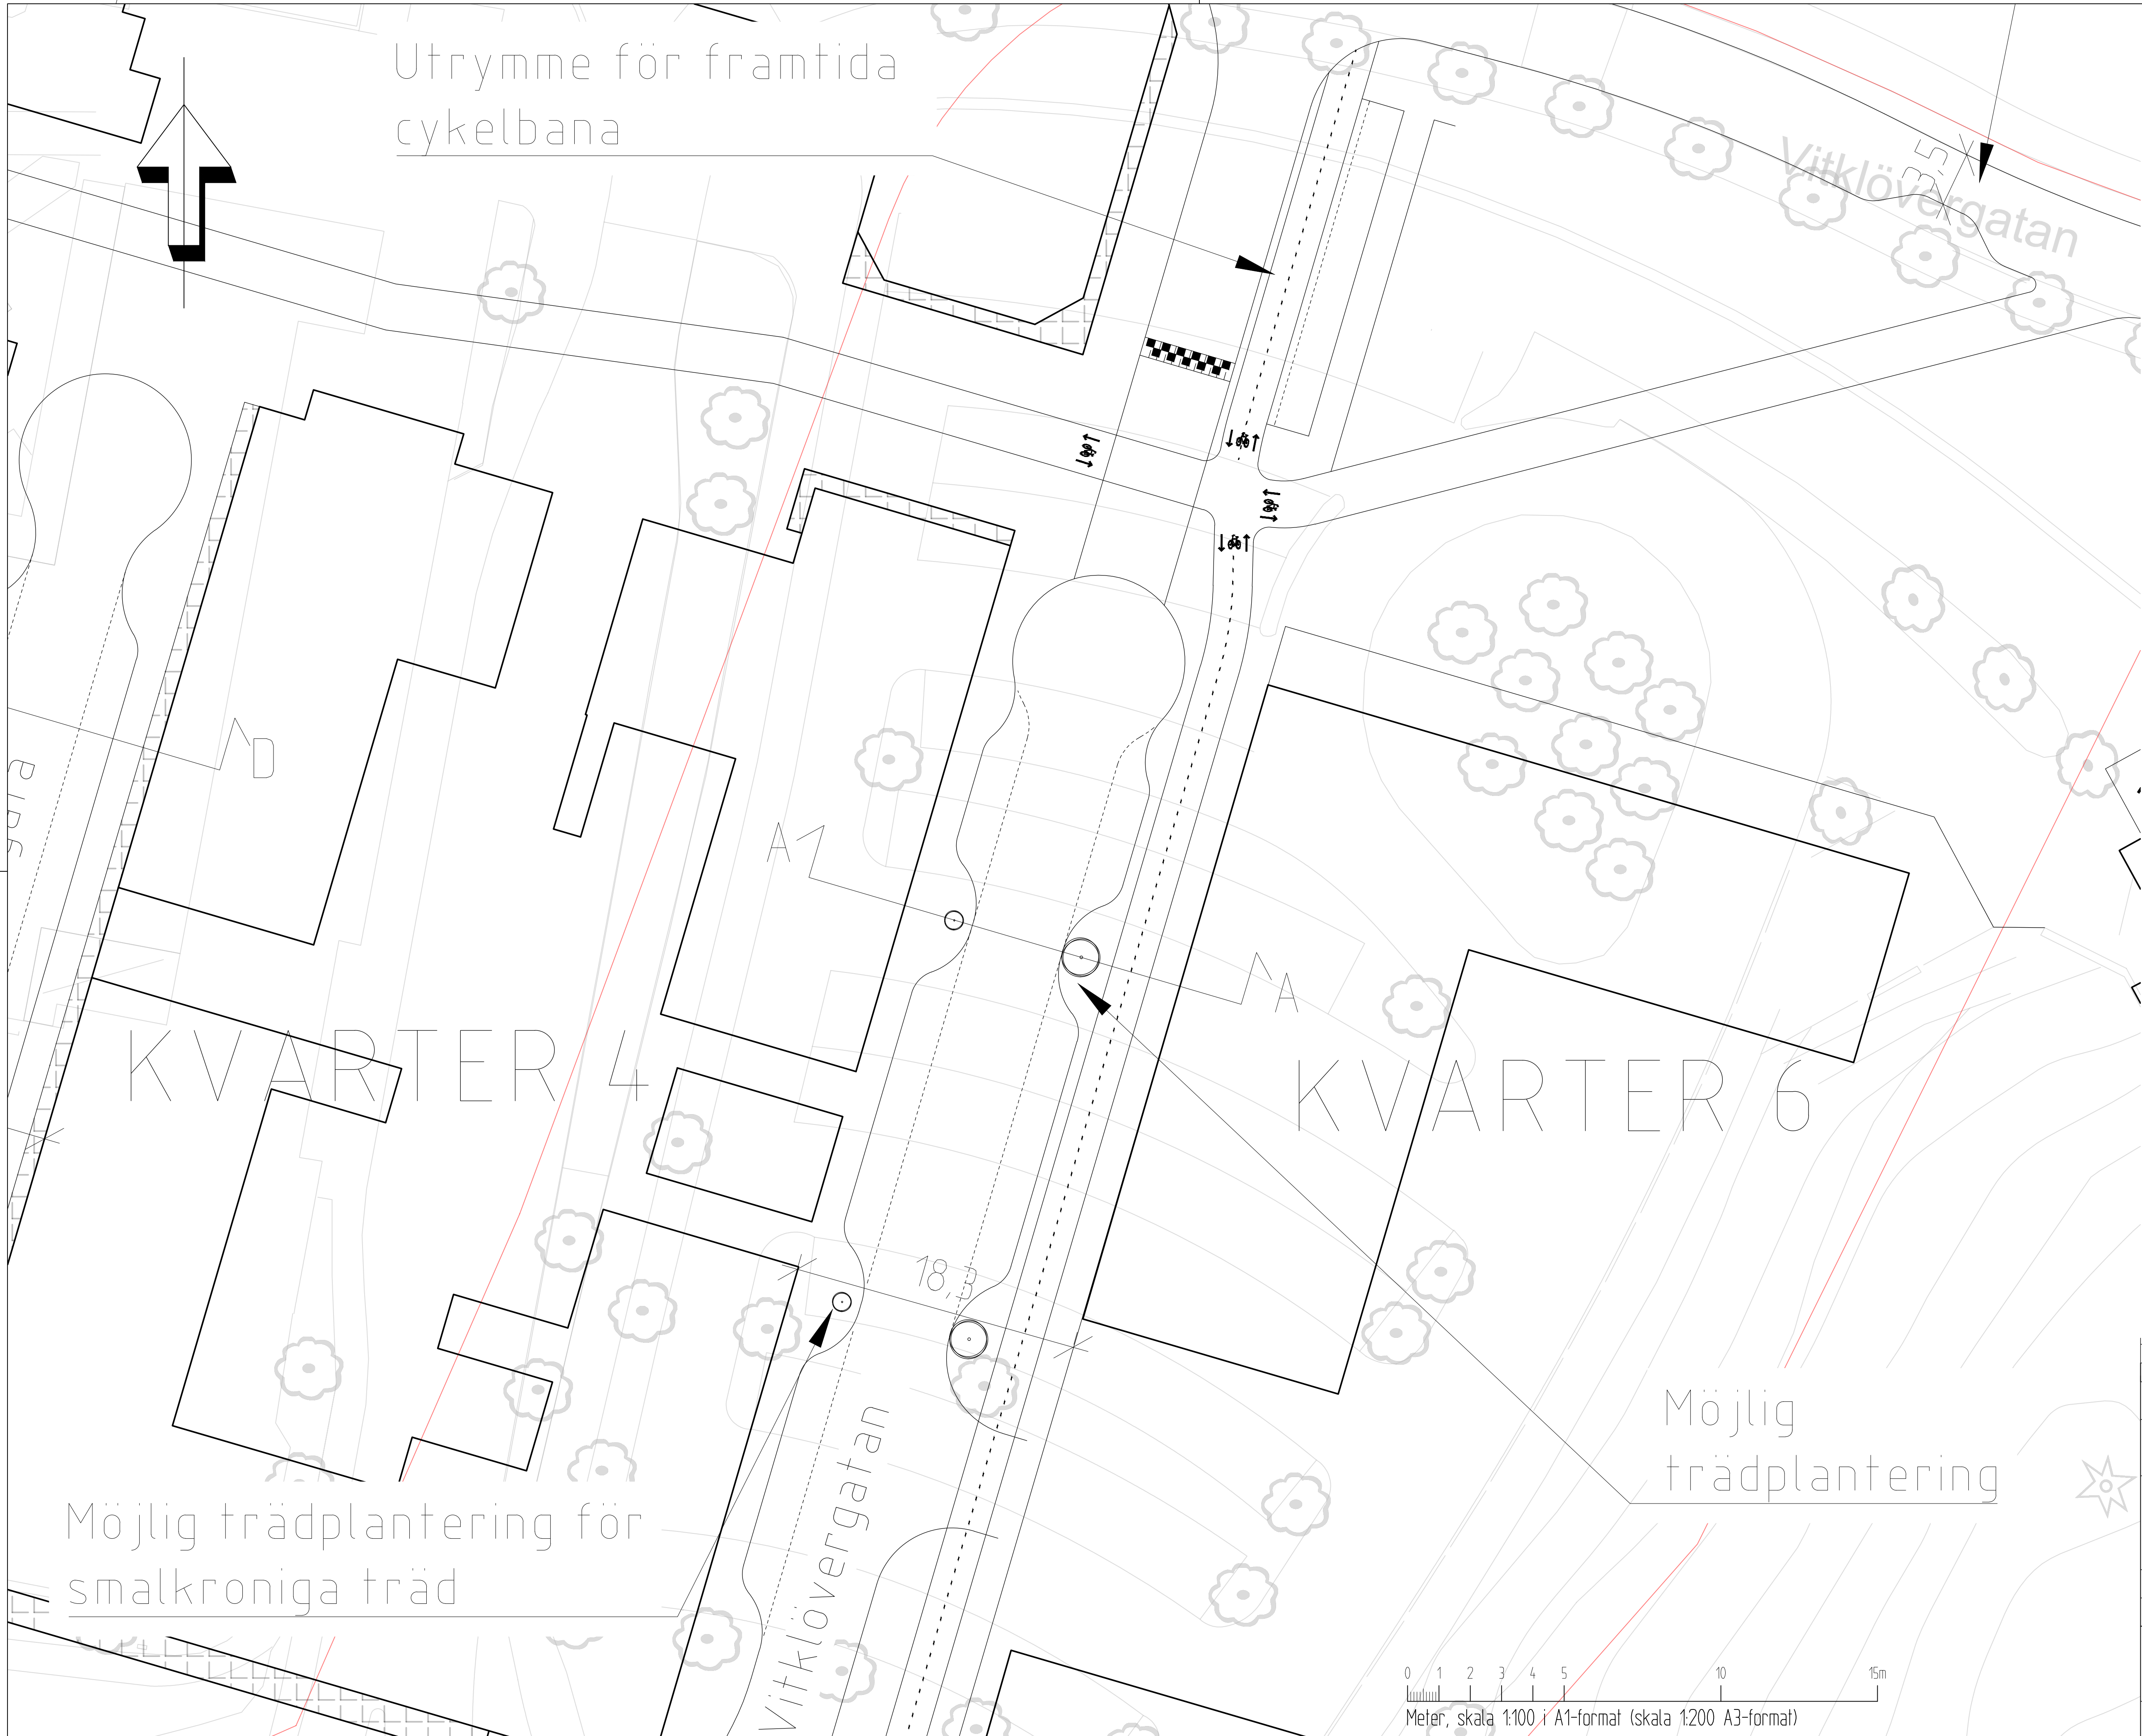 Utrymme för framtida
cykelbana
3,5
Vitklövergatan
D
A
A
KVARTER 4
KVARTER 6
18,3
Möjlig
trädplantering
Vitklövergatan
Möjlig trädplantering för
smalkroniga träd
0 1 2 3 4 5 10 15m
Meter, skala 1:100 i A1-format (skala 1:200 A3-format)